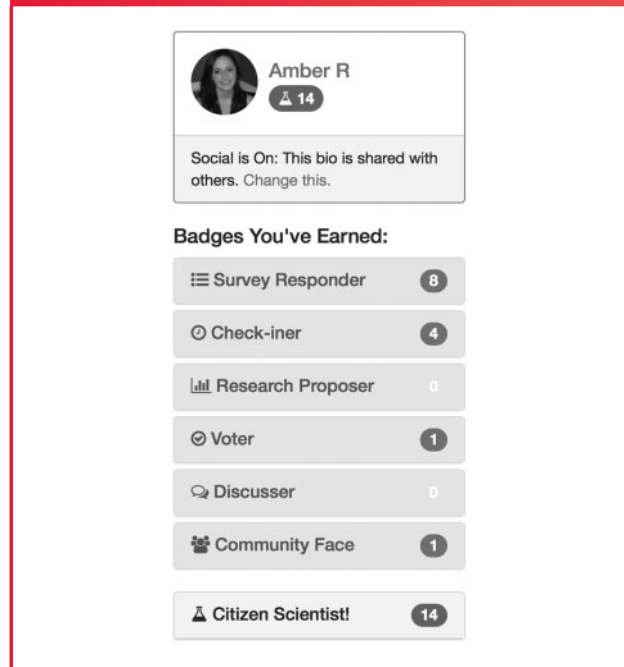 Amber R
14
Social is On: This bio is shared with
others. Change this.
Badges You've Earned:
Survey Responder 8
Check-iner 4
Research Proposer 0
Voter 1
Discusser 0
Community Face 1
Citizen Scientist! 14